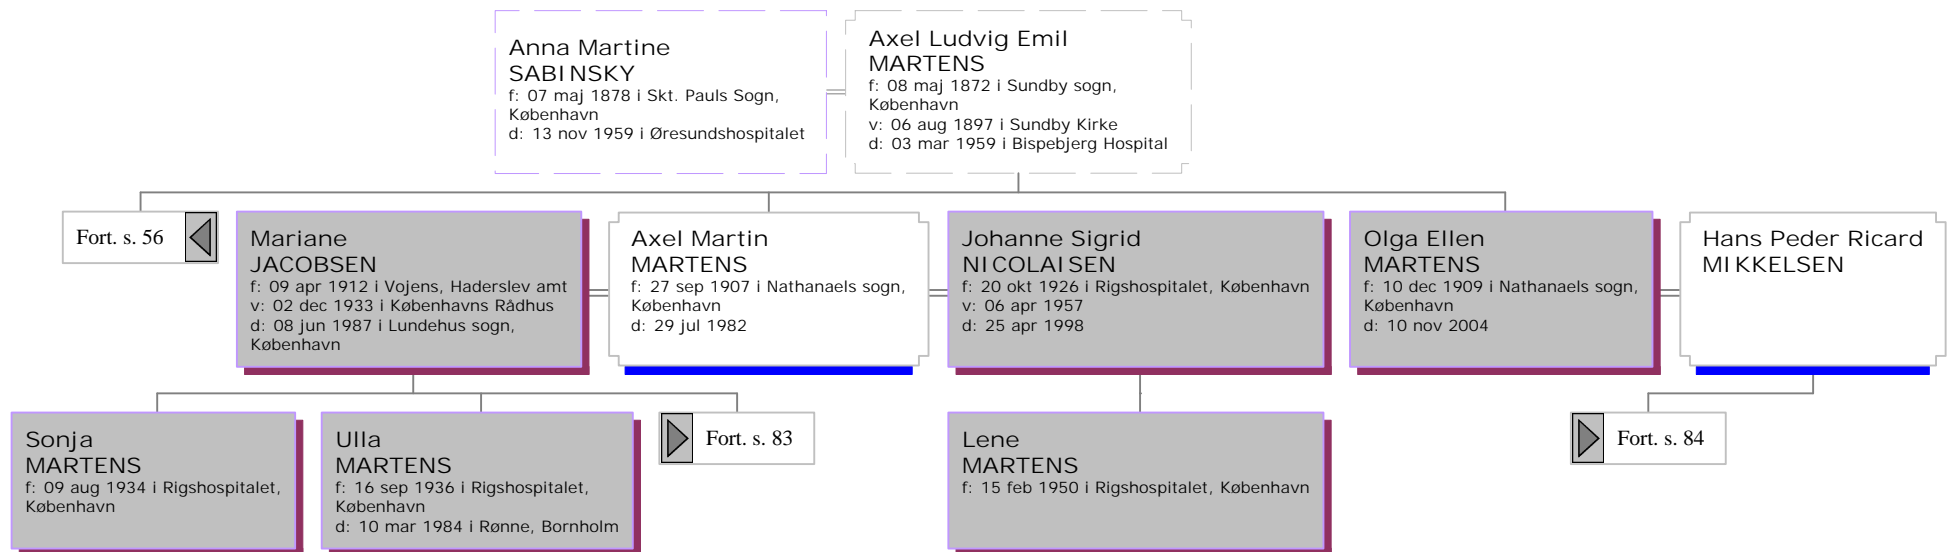 Anna Martine
SABINSKY
f: 07 maj 1878 i Skt. Pauls Sogn,
København
d: 13 nov 1959 i Øresundshospitalet
Axel Ludvig Emil
MARTENS
f: 08 maj 1872 i Sundby sogn,
København
v: 06 aug 1897 i Sundby Kirke
d: 03 mar 1959 i Bispebjerg Hospital
Fort. s. 56
Mariane
JACOBSEN
f: 09 apr 1912 i Vojens, Haderslev amt
v: 02 dec 1933 i Københavns Rådhus
d: 08 jun 1987 i Lundehus sogn,
København
Axel Martin
MARTENS
f: 27 sep 1907 i Nathanaels sogn,
København
d: 29 jul 1982
Johanne Sigrid
NICOLAISEN
f: 20 okt 1926 i Rigshospitalet, København
v: 06 apr 1957
d: 25 apr 1998
Olga Ellen
MARTENS
f: 10 dec 1909 i Nathanaels sogn,
København
d: 10 nov 2004
Hans Peder Ricard
MIKKELSEN
Sonja
MARTENS
f: 09 aug 1934 i Rigshospitalet,
København
Ulla
MARTENS
f: 16 sep 1936 i Rigshospitalet,
København
d: 10 mar 1984 i Rønne, Bornholm
Fort. s. 83
Lene
MARTENS
f: 15 feb 1950 i Rigshospitalet, København
Fort. s. 84